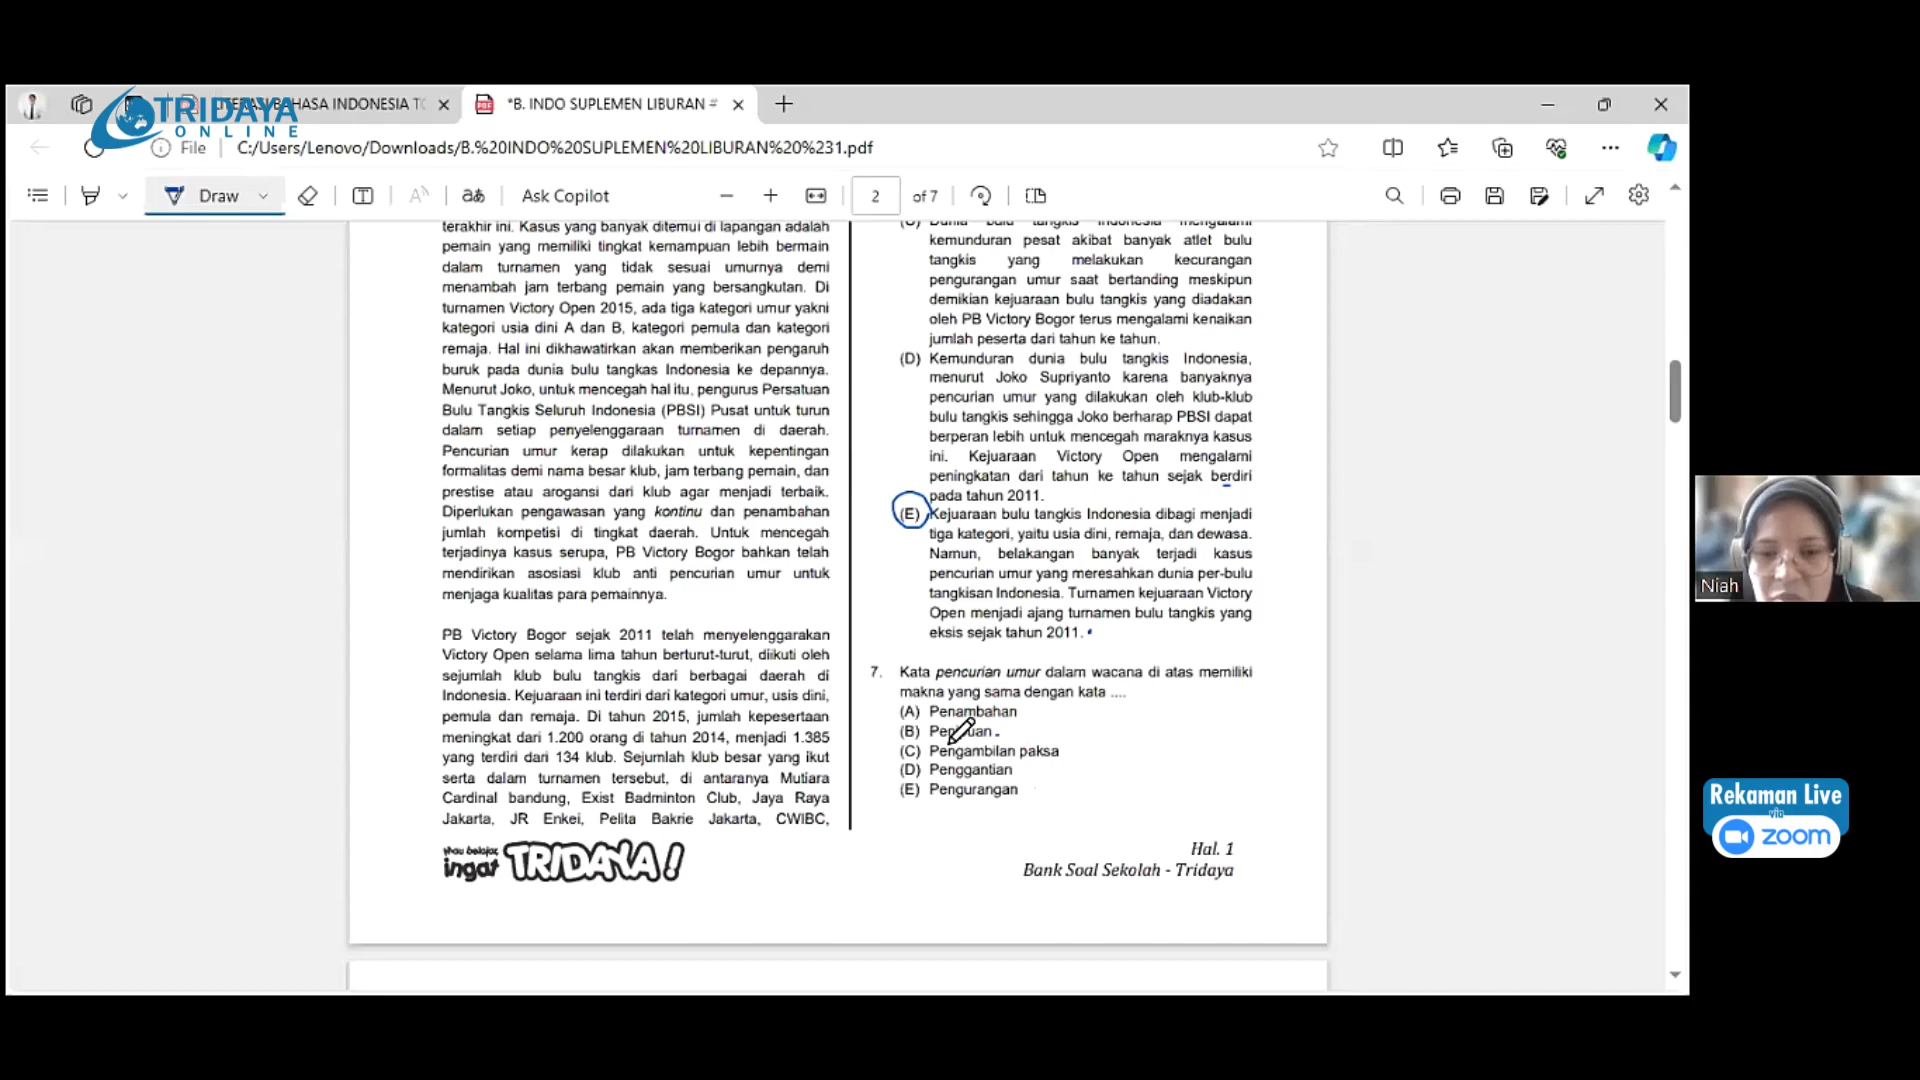 TRIDAYA
ONLINE
BAHASA INDONESIA
*B. INDO SUPLEMEN LIBURAN #
File
C:/Users/Lenovo/Downloads/B.%20INDO%20SUPLEMEN%20LIBURAN%20%231.pdf
Draw
Ask Copilot
2 of 7
terakhir ini. Kasus yang banyak ditemui di lapangan adalah
pemain yang memiliki tingkat kemampuan lebih bermain
dalam turnamen yang tidak sesuai umurnya demi
menambah jam terbang pemain yang bersangkutan. Di
turnamen Victory Open 2015, ada tiga kategori umur yakni
kategori usia dini A dan B, kategori pemula dan kategori
remaja. Hal ini dikhawatirkan akan memberikan pengaruh
buruk pada dunia bulu tangkas Indonesia ke depannya.
Menurut Joko, untuk mencegah hal itu, pengurus Persatuan
Bulu Tangkis Seluruh Indonesia (PBSI) Pusat untuk turun
dalam setiap penyelenggaraan turnamen di daerah.
Pencurian umur kerap dilakukan untuk kepentingan
formalitas demi nama besar klub, jam terbang pemain, dan
prestise atau arogansi dari klub agar menjadi terbaik.
Diperlukan pengawasan yang kontinu dan penambahan
jumlah kompetisi di tingkat daerah. Untuk mencegah
terjadinya kasus serupa, PB Victory Bogor bahkan telah
mendirikan asosiasi klub anti pencurian umur untuk
menjaga kualitas para pemainnya.
PB Victory Bogor sejak 2011 telah menyelenggarakan
Victory Open selama lima tahun berturut-turut, diikuti oleh
sejumlah klub bulu tangkis dari berbagai daerah di
Indonesia. Kejuaraan ini terdiri dari kategori umur, usis dini,
pemula dan remaja. Di tahun 2015, jumlah kepesertaan
meningkat dari 1.200 orang di tahun 2014, menjadi 1.385
yang terdiri dari 134 klub. Sejumlah klub besar yang ikut
serta dalam turnamen tersebut, di antaranya Mutiara
Cardinal bandung, Exist Badminton Club, Jaya Raya
Jakarta, JR Enkei, Pelita Bakrie Jakarta, CWIBC,
(C) Dunia bulu tangkis Indonesia mengalami
kemunduran pesat akibat banyak atlet bulu
tangkis yang melakukan kecurangan
pengurangan umur saat bertanding meskipun
demikian kejuaraan bulu tangkis yang diadakan
oleh PB Victory Bogor terus mengalami kenaikan
jumlah peserta dari tahun ke tahun.
(D) Kemunduran dunia bulu tangkis Indonesia,
menurut Joko Supriyanto karena banyaknya
pencurian umur yang dilakukan oleh klub-klub
bulu tangkis sehingga Joko berharap PBSI dapat
berperan lebih untuk mencegah maraknya kasus
ini. Kejuaraan Victory Open mengalami
peningkatan dari tahun ke tahun sejak berdiri
pada tahun 2011.
(E) Kejuaraan bulu tangkis Indonesia dibagi menjadi
tiga kategori, yaitu usia dini, remaja, dan dewasa.
Namun, belakangan banyak terjadi kasus
pencurian umur yang meresahkan dunia per-bulu
tangkisan Indonesia. Turnamen kejuaraan Victory
Open menjadi ajang turnamen bulu tangkis yang
eksis sejak tahun 2011.
7. Kata pencurian umur dalam wacana di atas memiliki
makna yang sama dengan kata ....
(A) Penambahan
(B)
(C) Pengambilan paksa
(D) Penggantian
(E) Pengurangan
mau belajar,
ingat TRIDAYA!
Hal. 1
Bank Soal Sekolah - Tridaya
Niah
Rekaman Live
via
zoom